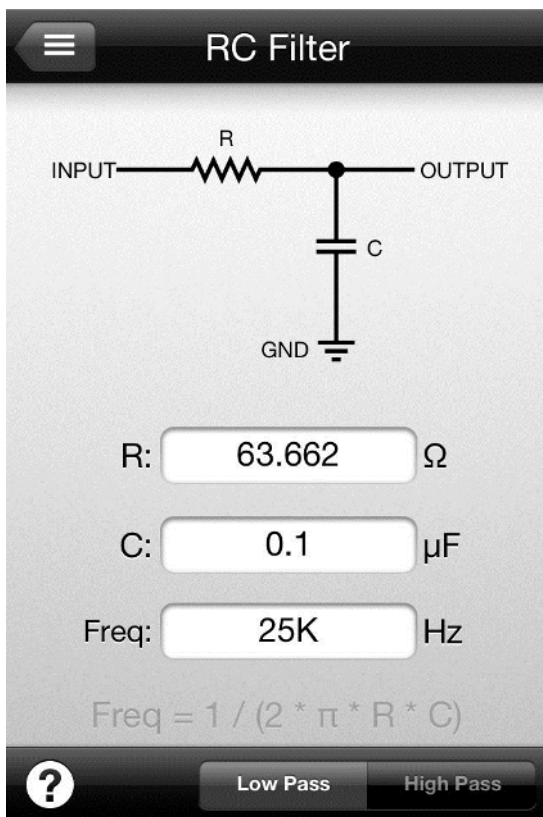 RC Filter
R
INPUT
OUTPUT
C
GND
R: 63.662 Ω
C: 0.1 µF
Freq: 25K Hz
Freq = 1 / (2 * π * R * C)
? Low Pass High Pass